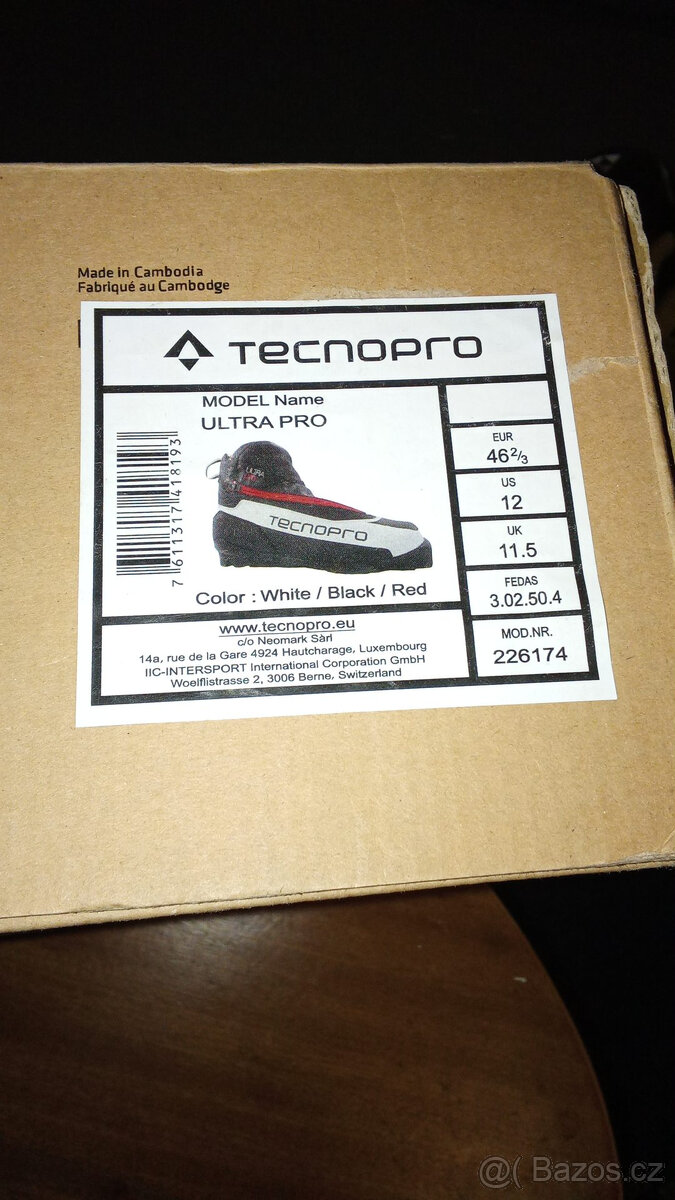 Made in Cambodia
Fabriqué au Cambodge
TECNOPRO
MODEL Name
ULTRA PRO
7 611317 418193
ULTRA
TECNOPRO
Color : White / Black / Red
EUR
46 2/3
US
12
UK
11.5
FEDAS
3.02.50.4
MOD.NR.
226174
www.tecnopro.eu
c/o Neomark Sàrl
14a, rue de la Gare 4924 Hautcharage, Luxembourg
IIC-INTERSPORT International Corporation GmbH
Woelflistrasse 2, 3006 Berne, Switzerland
@( Bazos.cz